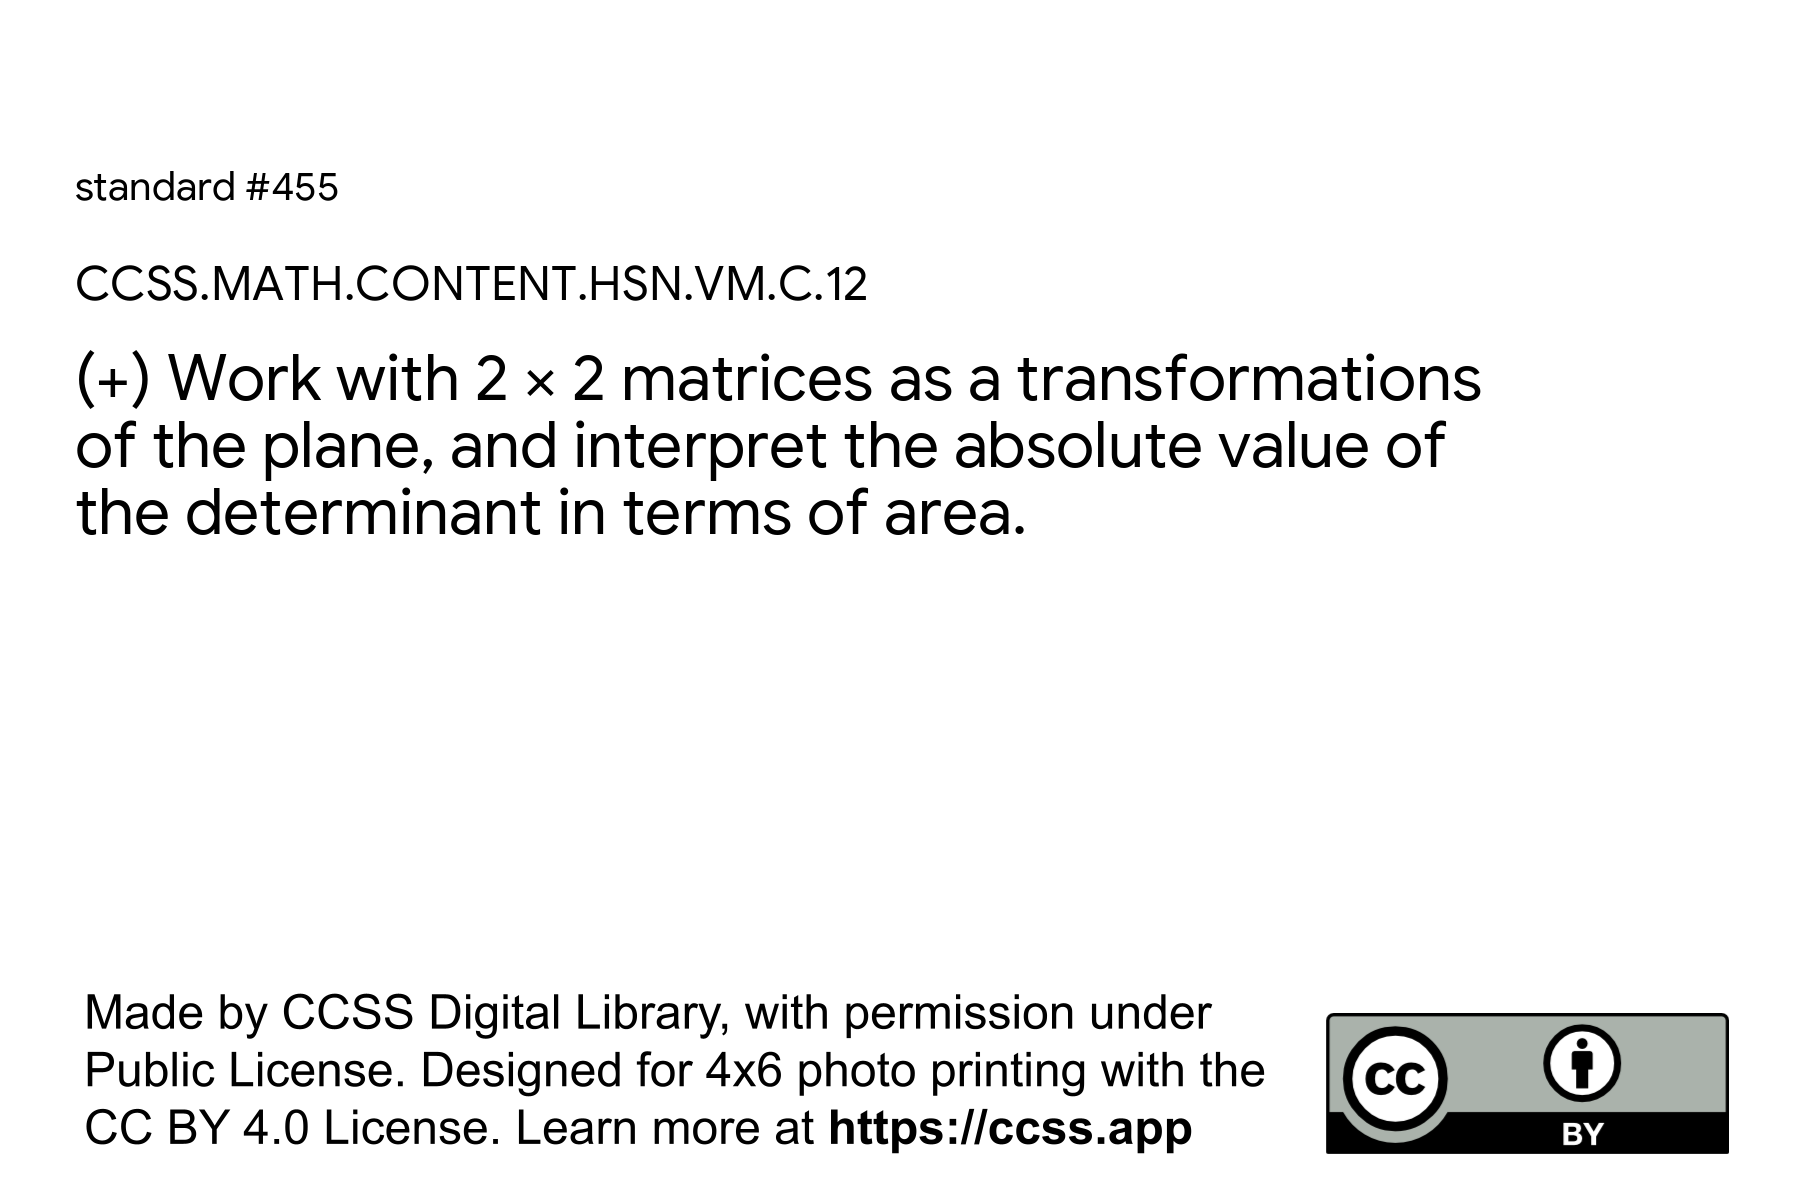 standard #455
CCSS.MATH.CONTENT.HSN.VM.C.12
(+) Work with 2 × 2 matrices as a transformations
of the plane, and interpret the absolute value of
the determinant in terms of area.
Made by CCSS Digital Library, with permission under
Public License. Designed for 4x6 photo printing with the
CC BY 4.0 License. Learn more at https://ccss.app
CC
BY